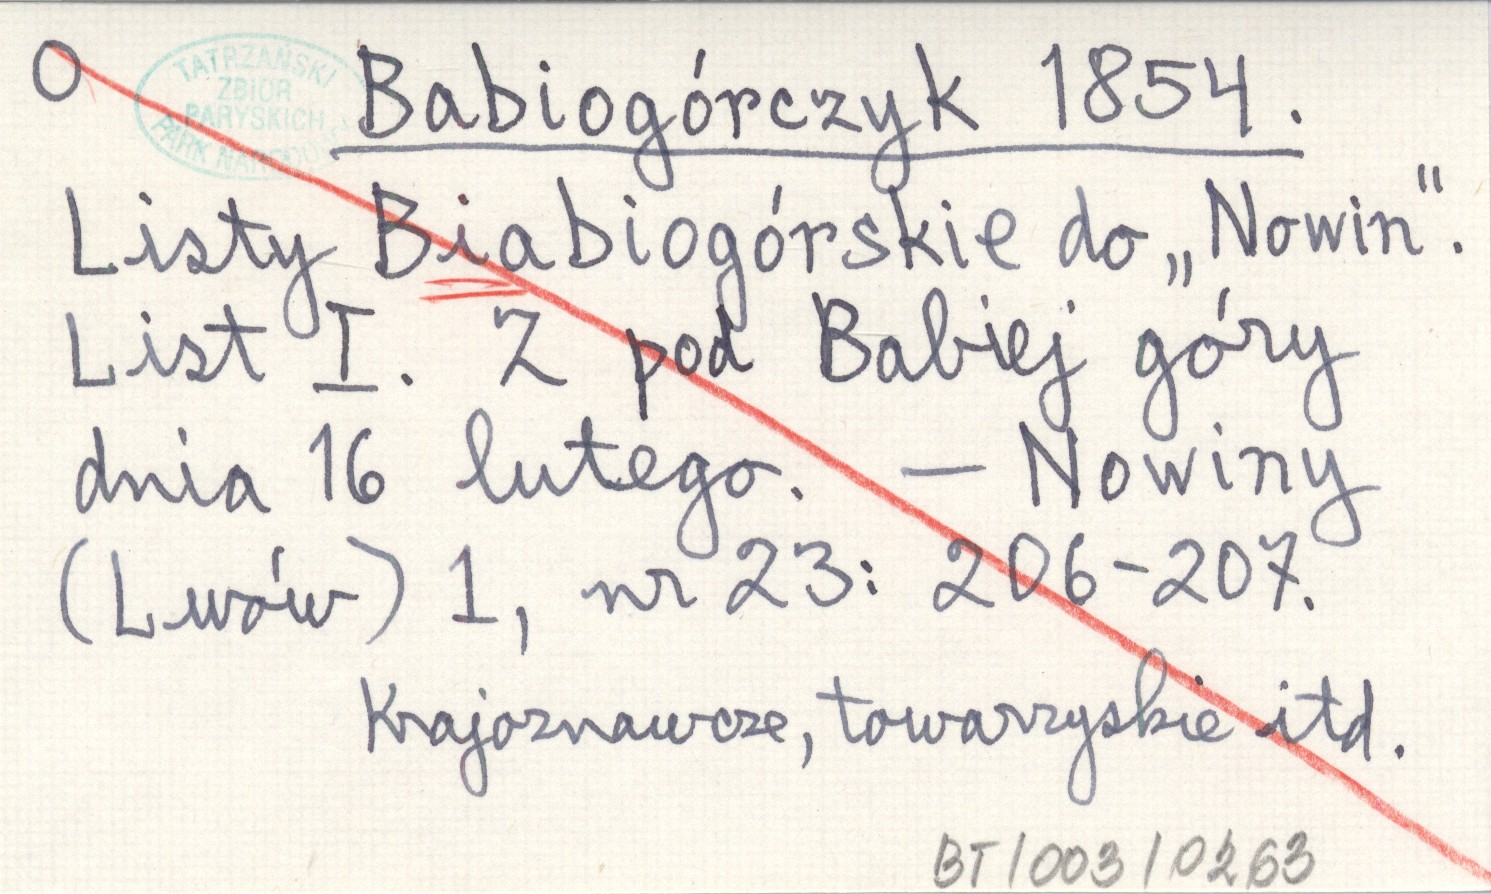 O
TATRZAŃSKI
ZBIÓR
PARYSKICH
PARK NARODOWY
Babiogórczyk 1854.
Listy Biabiogórskie do „Nowin".
List I. Z pod Babiej góry
dnia 16 lutego. — Nowiny
(Lwów) 1, nr 23: 206-207.
Krajoznawcze, towarzyskie itd.
BT/003/0263